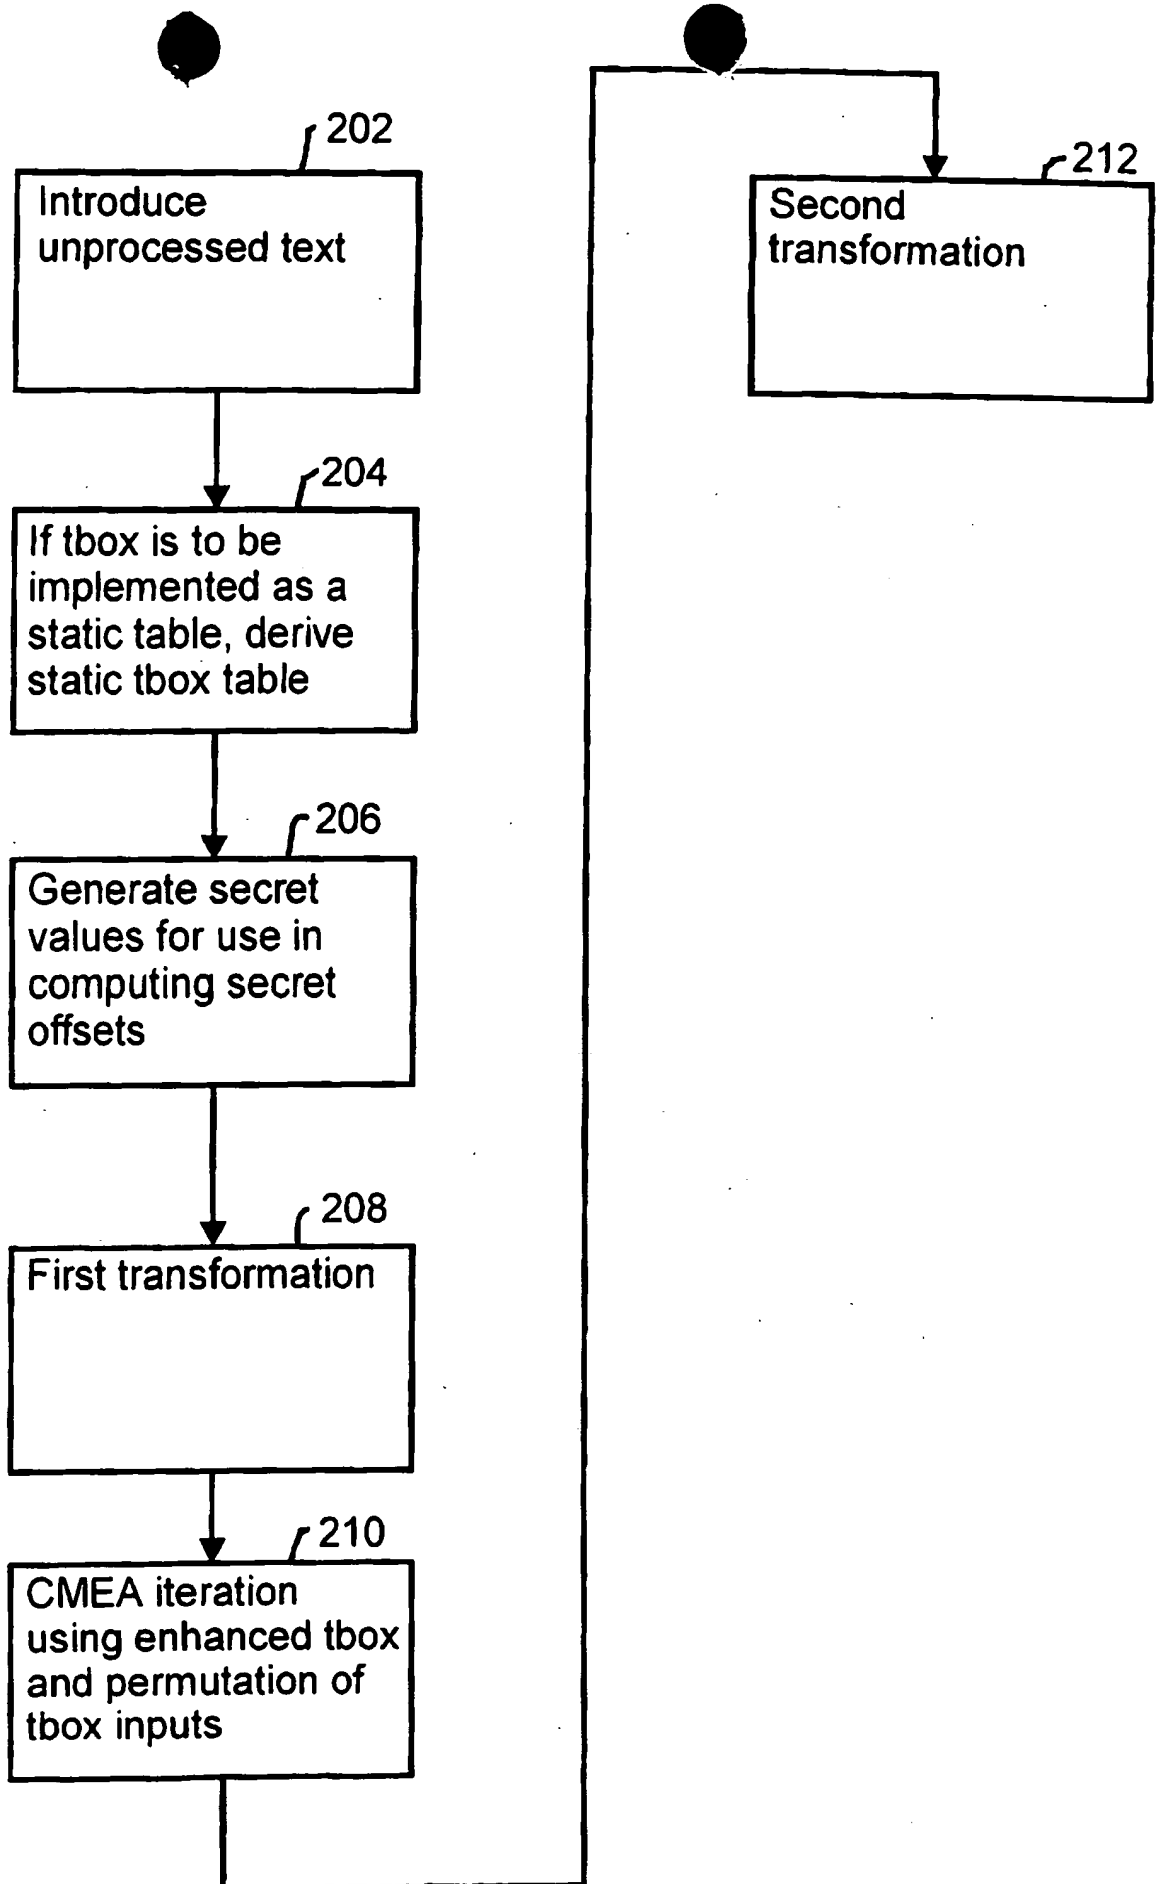 202
Introduce
unprocessed text
204
If tbox is to be
implemented as a
static table, derive
static tbox table
206
Generate secret
values for use in
computing secret
offsets
208
First transformation
210
CMEA iteration
using enhanced tbox
and permutation of
tbox inputs
212
Second
transformation